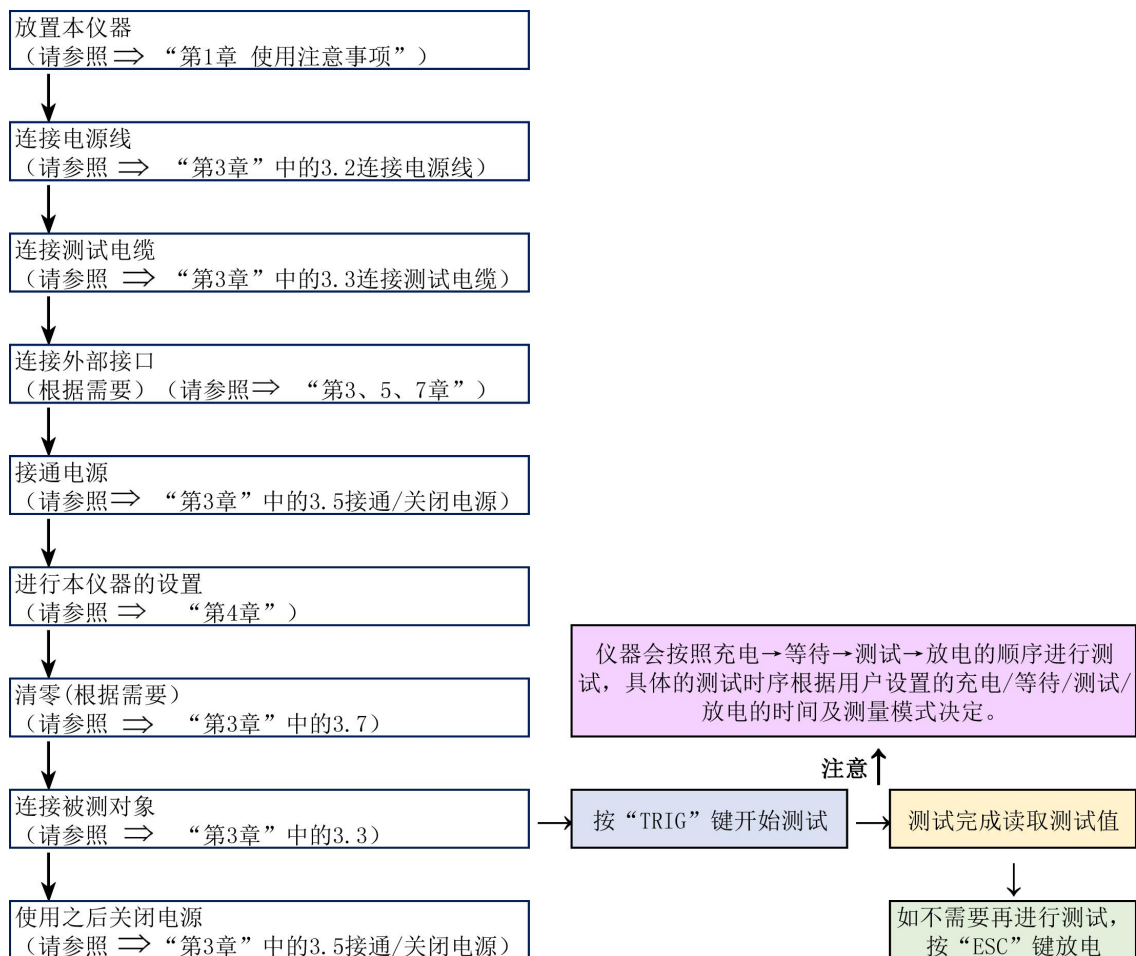 放置本仪器
（请参照⇒ “第1章 使用注意事项”）
连接电源线
（请参照 ⇒ “第3章”中的3.2连接电源线）
连接测试电缆
（请参照 ⇒ “第3章”中的3.3连接测试电缆）
连接外部接口
（根据需要）（请参照⇒ “第3、5、7章”）
接通电源
（请参照⇒ “第3章”中的3.5接通/关闭电源）
进行本仪器的设置
（请参照 ⇒ “第4章”）
清零(根据需要）
（请参照 ⇒ “第3章”中的3.7）
连接被测对象
（请参照 ⇒ “第3章”中的3.3）
使用之后关闭电源
（请参照 ⇒ “第3章”中的3.5接通/关闭电源）
仪器会按照充电→等待→测试→放电的顺序进行测
试，具体的测试时序根据用户设置的充电/等待/测试/
放电的时间及测量模式决定。
注意
按“TRIG”键开始测试
测试完成读取测试值
如不需要再进行测试，
按“ESC”键放电